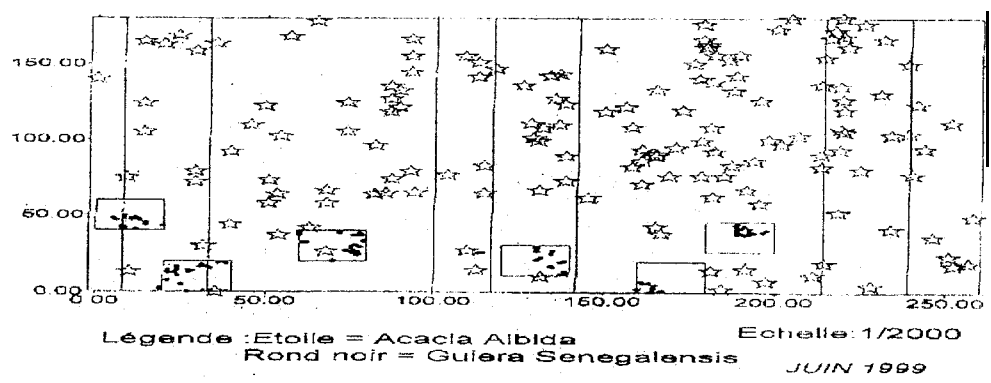 150.00
100.00
50.00
0.00
0.00 50.00 100.00 150.00 200.00 250.00
Légende :Etoile = Acacia Albida
Echelle:1/2000
Rond noir = Guiera Senegalensis
JUIN 1999